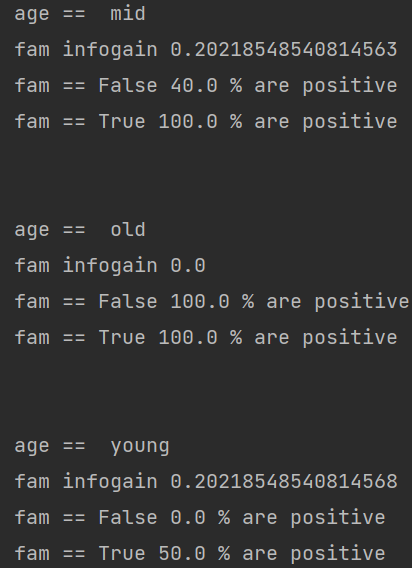 age ==  mid
fam infogain 0.20218548540814563
fam == False 40.0 % are positive
fam == True 100.0 % are positive
age ==  old
fam infogain 0.0
fam == False 100.0 % are positive
fam == True 100.0 % are positive
age ==  young
fam infogain 0.20218548540814568
fam == False 0.0 % are positive
fam == True 50.0 % are positive